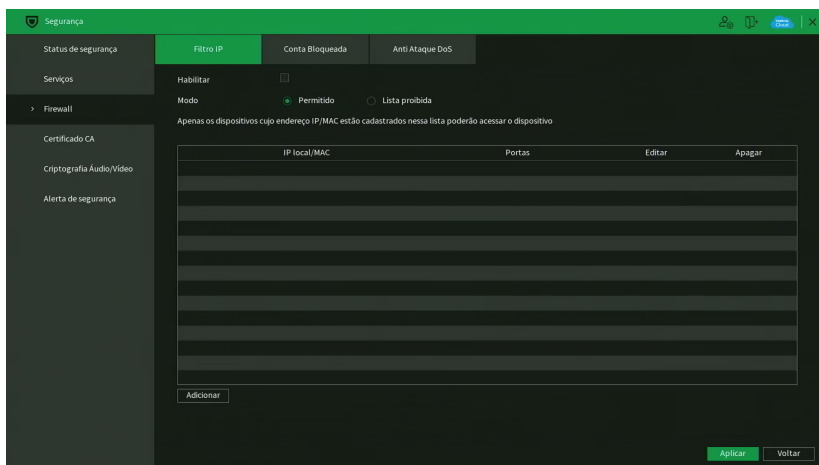 Segurança
Status de segurança
Serviços
Firewall
Certificado CA
Criptografia Áudio/Vídeo
Alerta de segurança
Filtro IP
Conta Bloqueada
Anti Ataque DoS
Habilitar
Modo
Permitido
Lista proibida
Apenas os dispositivos cujo endereço IP/MAC estão cadastrados nessa lista poderão acessar o dispositivo
IP local/MAC
Portas
Editar
Apagar
Adicionar
Aplicar
Voltar